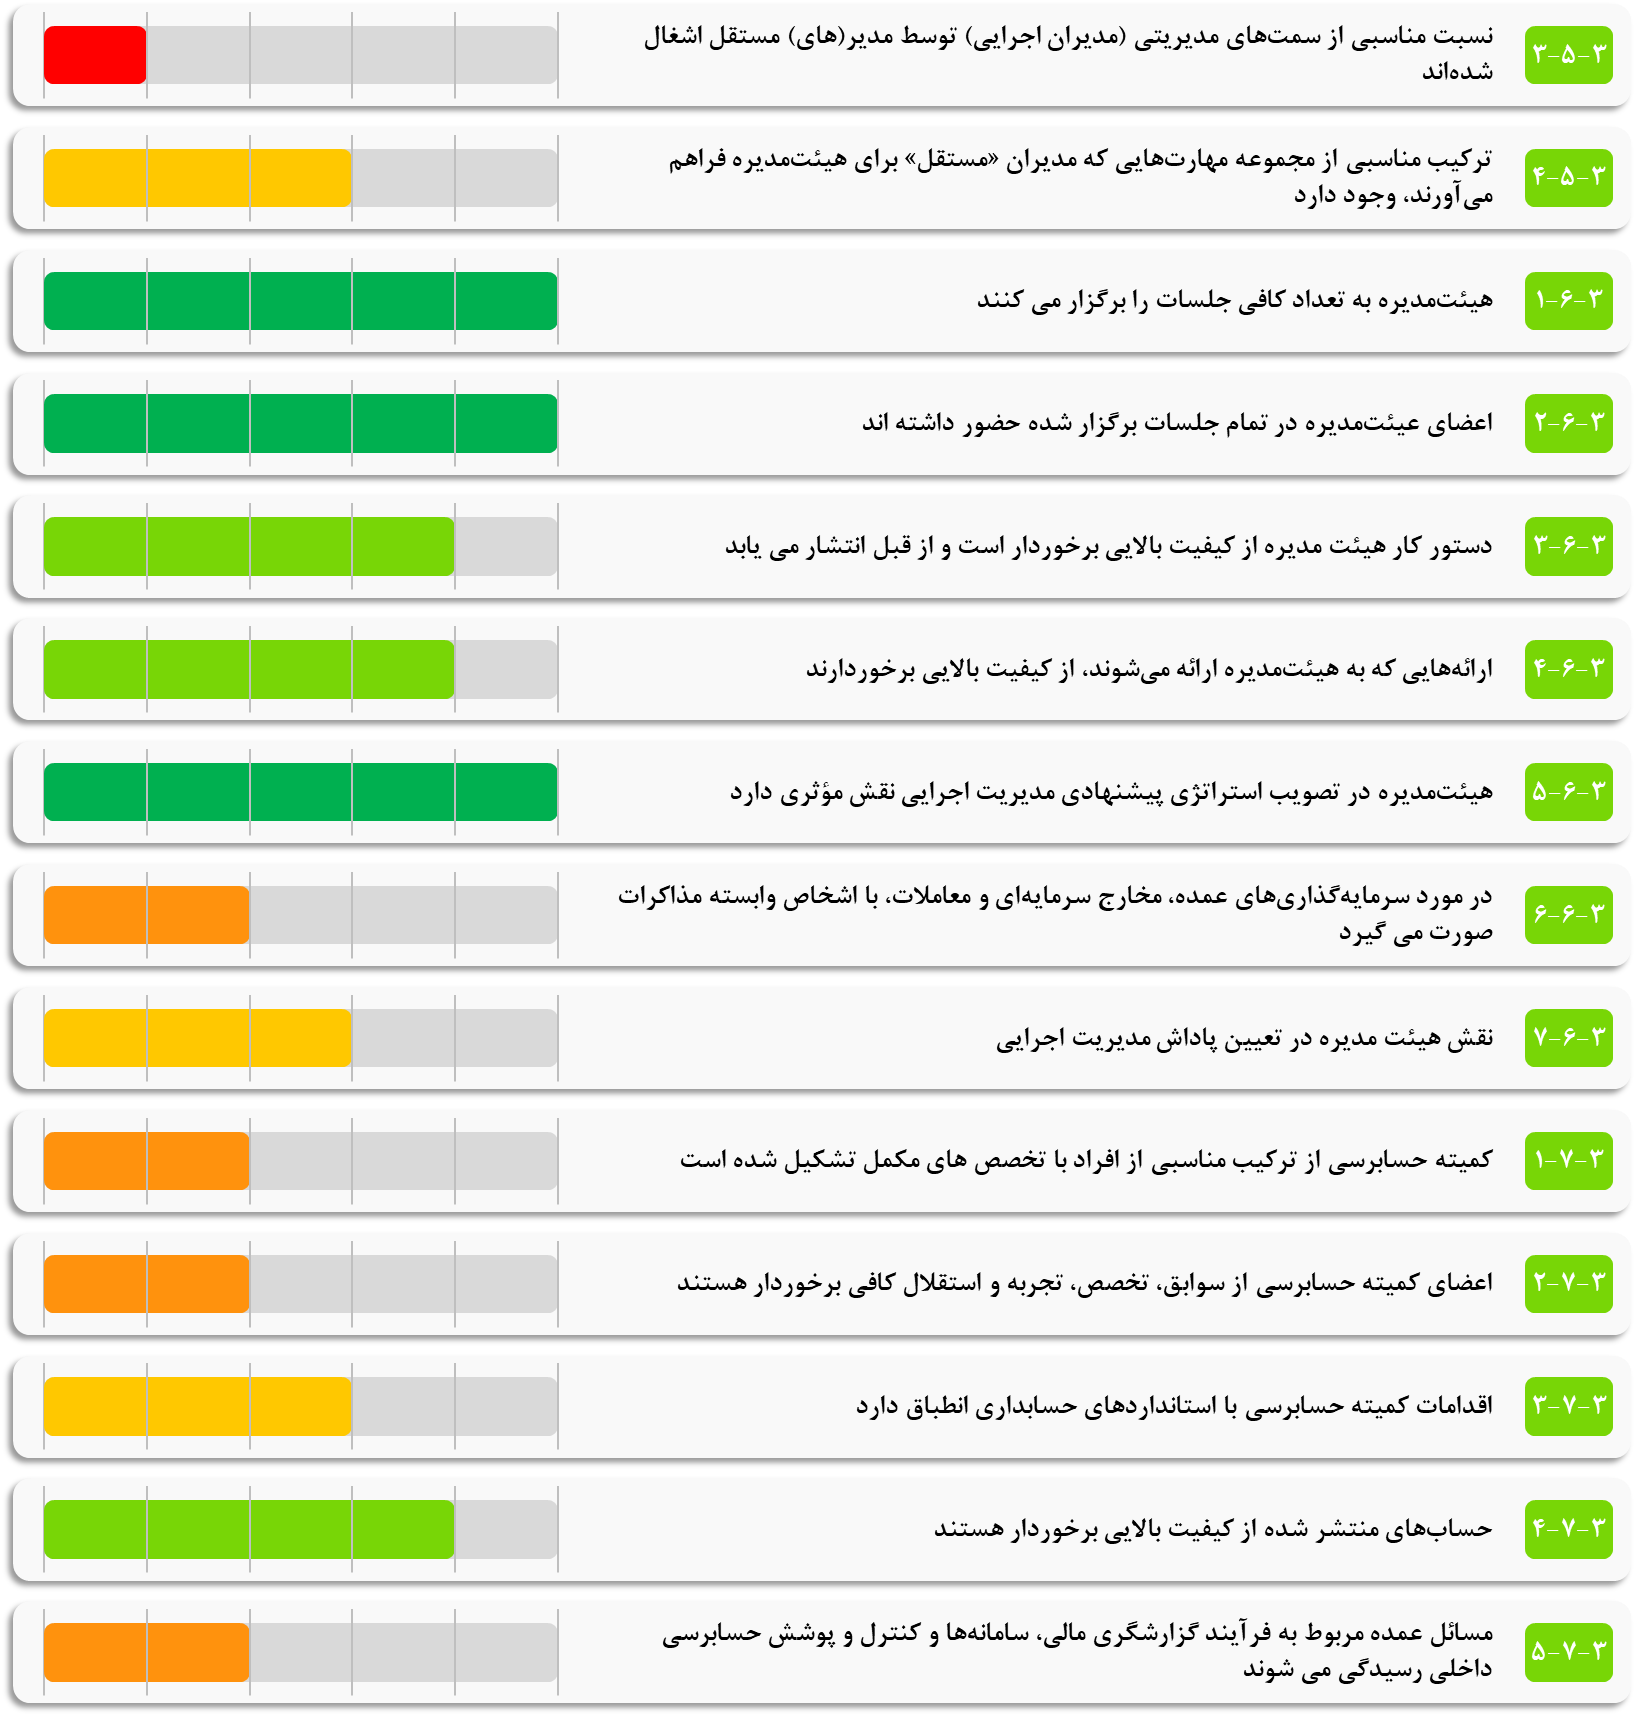 ۳-۵-۳
نسبت مناسبی از سمت‌های مدیریتی (مدیران اجرایی) توسط مدیر(های) مستقل اشغال
شده‌اند
۳-۵-۴
ترکیب مناسبی از مجموعه مهارت‌هایی که مدیران «مستقل» برای هیئت‌مدیره فراهم
می‌آورند، وجود دارد
۳-۶-۱
هیئت‌مدیره به تعداد کافی جلسات را برگزار می کنند
۳-۶-۲
اعضای عیئت‌مدیره در تمام جلسات برگزار شده حضور داشته اند
۳-۶-۳
دستور کار هیئت مدیره از کیفیت بالایی برخوردار است و از قبل انتشار می یابد
۳-۶-۴
ارائه‌هایی که به هیئت‌مدیره ارائه می‌شوند، از کیفیت بالایی برخوردارند
۳-۶-۵
هیئت‌مدیره در تصویب استراتژی پیشنهادی مدیریت اجرایی نقش مؤثری دارد
۳-۶-۶
در مورد سرمایه‌گذاری‌های عمده، مخارج سرمایه‌ای و معاملات، با اشخاص وابسته مذاکرات
صورت می گیرد
۳-۶-۷
نقش هیئت مدیره در تعیین پاداش مدیریت اجرایی
۳-۷-۱
کمیته حسابرسی از ترکیب مناسبی از افراد با تخصص های مکمل تشکیل شده است
۳-۷-۲
اعضای کمیته حسابرسی از سوابق، تخصص، تجربه و استقلال کافی برخوردار هستند
۳-۷-۳
اقدامات کمیته حسابرسی با استانداردهای حسابداری انطباق دارد
۳-۷-۴
حساب‌های منتشر شده از کیفیت بالایی برخوردار هستند
۳-۷-۵
مسائل عمده مربوط به فرآیند گزارشگری مالی، سامانه‌ها و کنترل و پوشش حسابرسی
داخلی رسیدگی می شوند